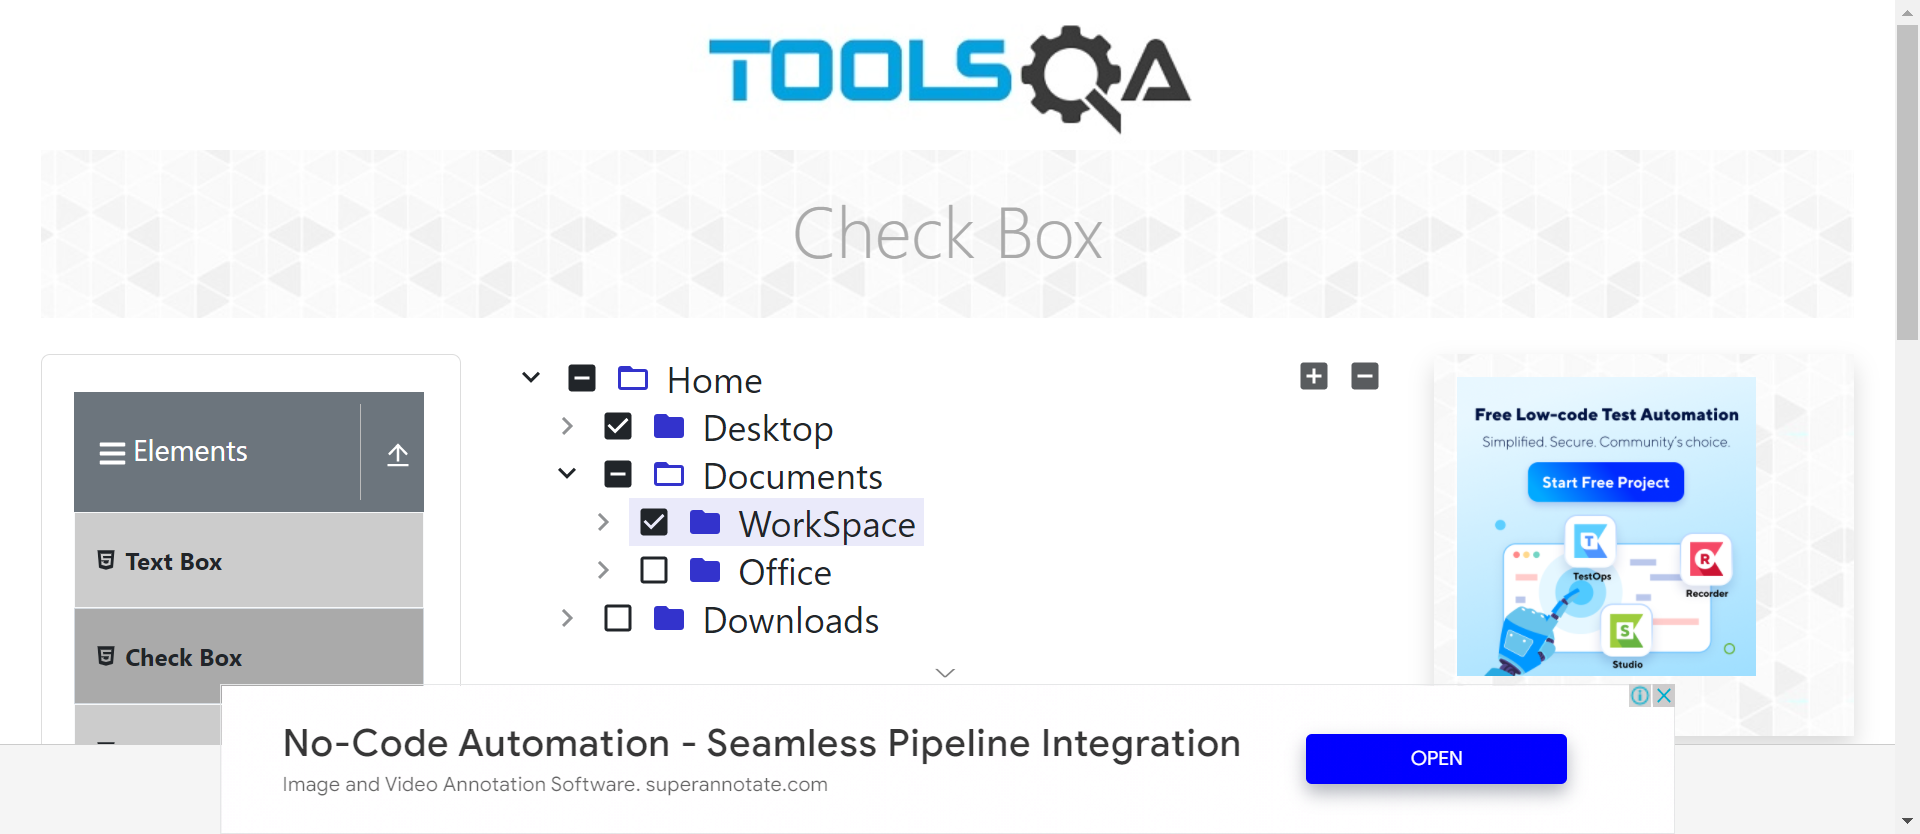 TOOLSQA
Check Box
Elements
Text Box
Check Box
Home
Desktop
Documents
WorkSpace
Office
Downloads
Free Low-code Test Automation
Simplified. Secure. Community's choice.
Start Free Project
TestOps
Recorder
Studio
No-Code Automation - Seamless Pipeline Integration
Image and Video Annotation Software. superannotate.com
OPEN